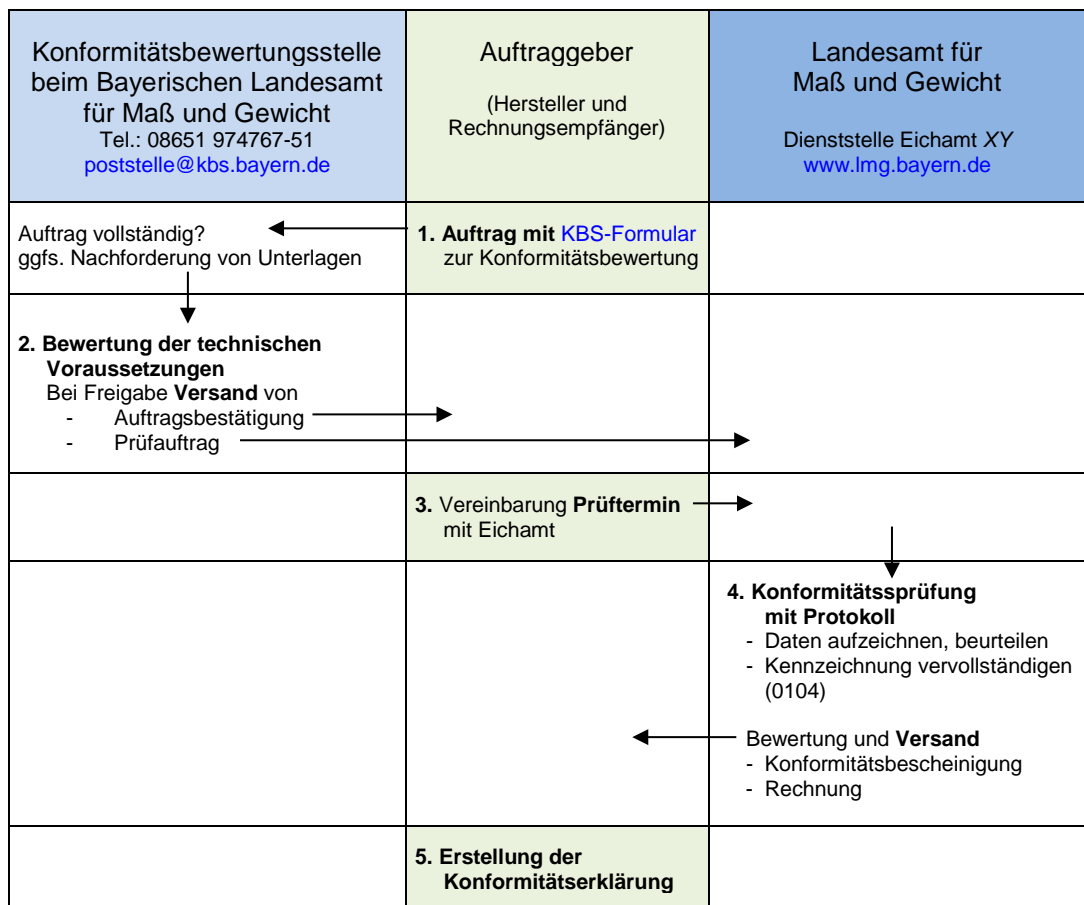 Konformitätsbewertungsstelle
beim Bayerischen Landesamt
für Maß und Gewicht
Tel.: 08651 974767-51
poststelle@kbs.bayern.de
Auftraggeber
(Hersteller und
Rechnungsempfänger)
Landesamt für
Maß und Gewicht
Dienststelle Eichamt XY
www.lmg.bayern.de
Auftrag vollständig?
ggfs. Nachforderung von Unterlagen
1. Auftrag mit KBS-Formular
zur Konformitätsbewertung
2. Bewertung der technischen
Voraussetzungen
Bei Freigabe Versand von
- Auftragsbestätigung
- Prüfauftrag
3. Vereinbarung Prüftermin
mit Eichamt
4. Konformitätssprüfung
mit Protokoll
- Daten aufzeichnen, beurteilen
- Kennzeichnung vervollständigen
(0104)
Bewertung und Versand
- Konformitätsbescheinigung
- Rechnung
5. Erstellung der
Konformitätserklärung